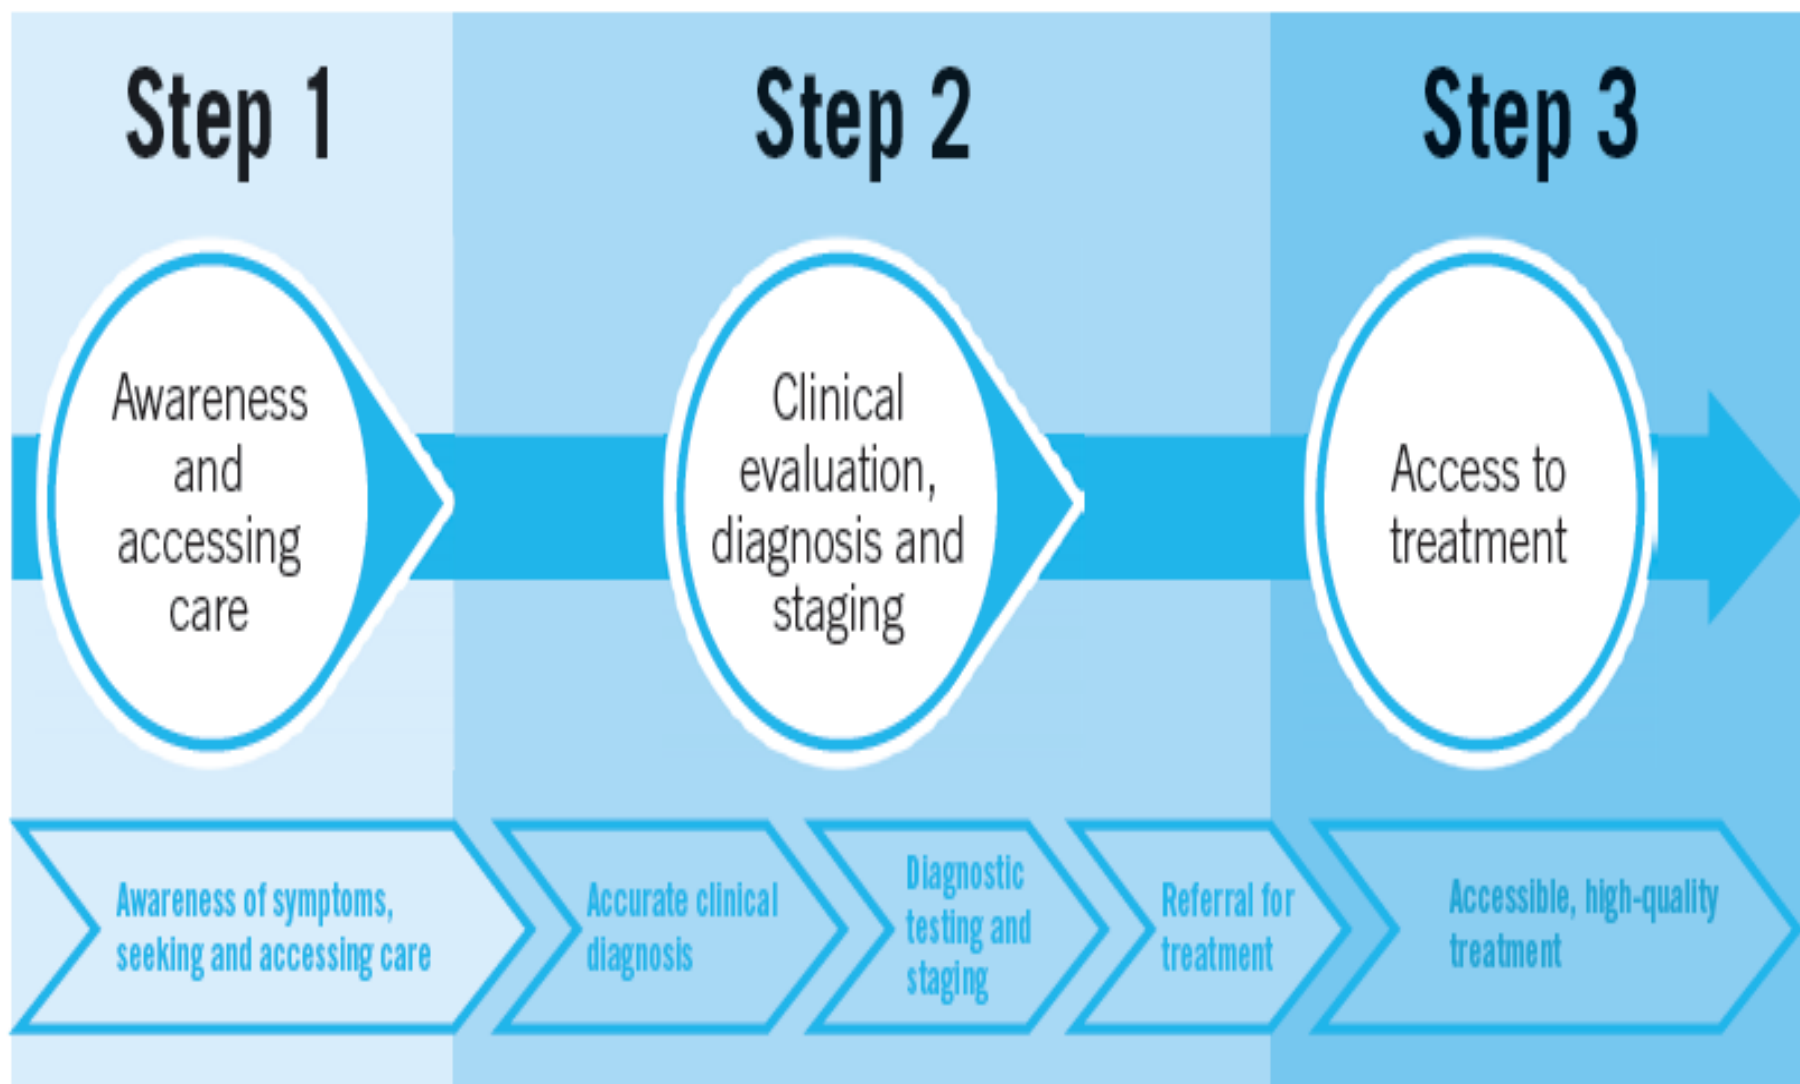 Step 1
Step 2
Step 3
Awareness
and
accessing
care
Clinical
evaluation,
diagnosis and
staging
Access to
treatment
Awareness of symptoms,
seeking and accessing care
Accurate clinical
diagnosis
Diagnostic
testing and
staging
Referral for
treatment
Accessible, high-quality
treatment